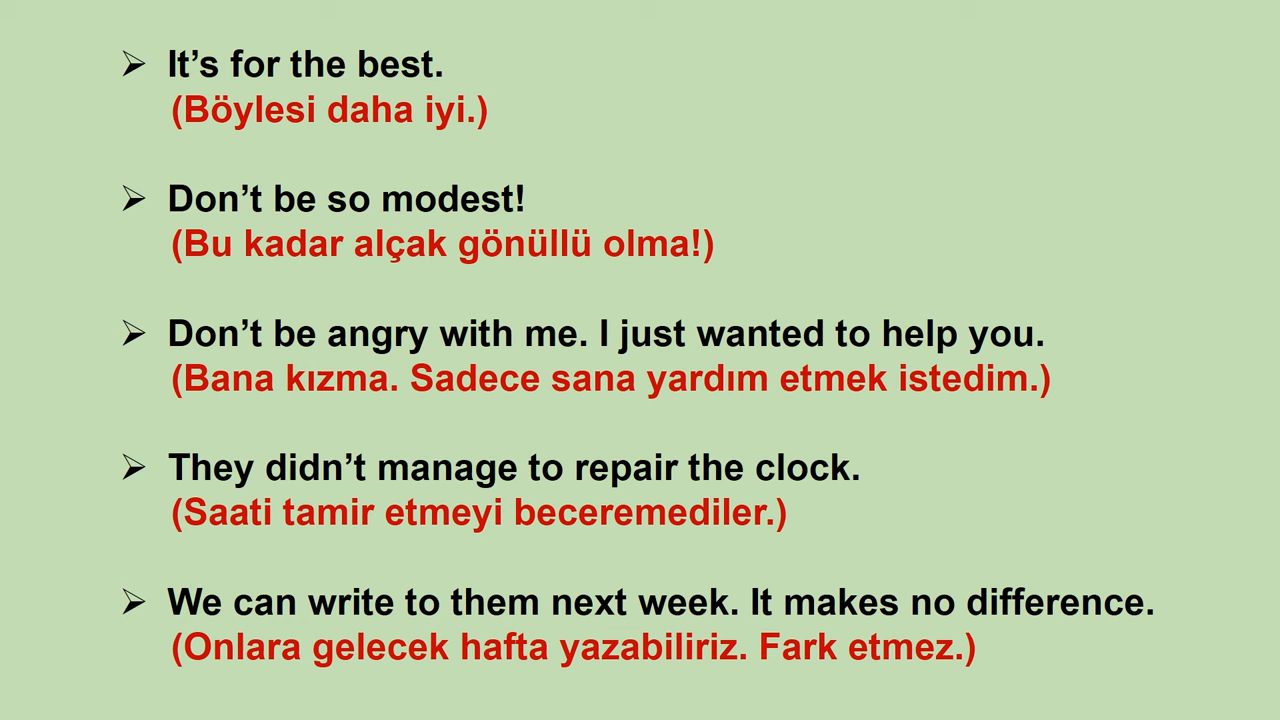 ➢ It’s for the best.
(Böylesi daha iyi.)
➢ Don’t be so modest!
(Bu kadar alçak gönüllü olma!)
➢ Don’t be angry with me. I just wanted to help you.
(Bana kızma. Sadece sana yardım etmek istedim.)
➢ They didn’t manage to repair the clock.
(Saati tamir etmeyi beceremediler.)
➢ We can write to them next week. It makes no difference.
(Onlara gelecek hafta yazabiliriz. Fark etmez.)